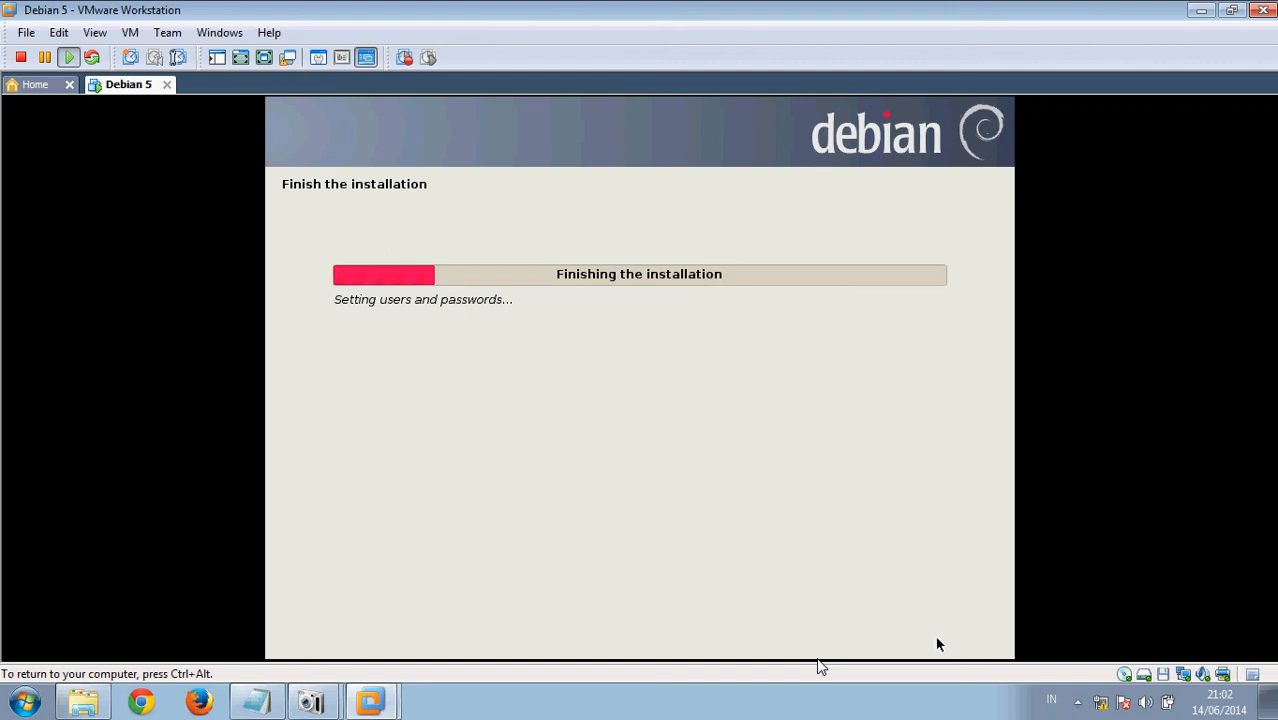 Debian 5 - VMware Workstation
File Edit View VM Team Windows Help
Home Debian 5
debian
Finish the installation
Finishing the installation
Setting users and passwords...
To return to your computer, press Ctrl+Alt.
IN
21:02
14/06/2014